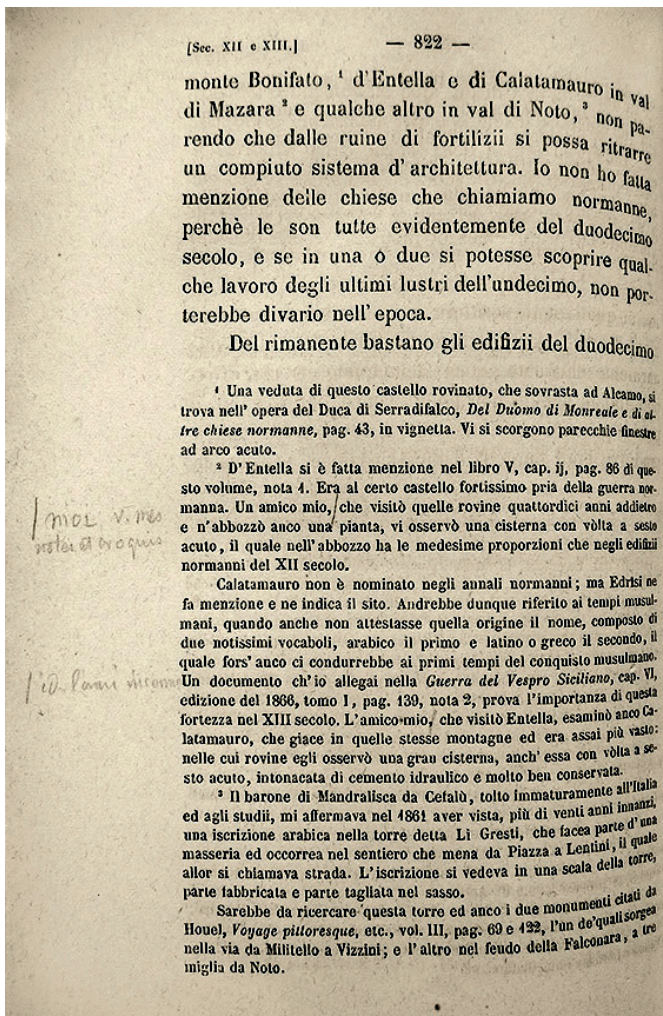 [Sec. XII e XIII.] — 822 —
monte Bonifato, ¹ d'Entella e di Calatamauro in val
di Mazara ² e qualche altro in val di Noto, ³ non pa-
rendo che dalle ruine di fortilizii si possa ritrarre
un compiuto sistema d'architettura. Io non ho fatta
menzione delle chiese che chiamiamo normanne,
perchè le son tutte evidentemente del duodecimo
secolo, e se in una o due si potesse scoprire qual-
che lavoro degli ultimi lustri dell'undecimo, non por-
terebbe divario nell'epoca.
Del rimanente bastano gli edifizii del duodecimo
¹ Una veduta di questo castello rovinato, che sovrasta ad Alcamo, si
trova nell'opera del Duca di Serradifalco, Del Duomo di Monreale e di al-
tre chiese normanne, pag. 43, in vignetta. Vi si scorgono parecchie finestre
ad arco acuto.
² D'Entella si è fatta menzione nel libro V, cap. ij, pag. 86 di que-
sto volume, nota 1. Era al certo castello fortissimo pria della guerra nor-
manna. Un amico mio, che visitò quelle rovine quattordici anni addietro
e n'abbozzò anco una pianta, vi osservò una cisterna con vòlta a sesto
acuto, il quale nell'abbozzo ha le medesime proporzioni che negli edifizii
normanni del XII secolo.
moi v. mes
notes et croquis
Calatamauro non è nominato negli annali normanni; ma Edrisi ne
fa menzione e ne indica il sito. Andrebbe dunque riferito ai tempi musul-
mani, quando anche non attestasse quella origine il nome, composto di
due notissimi vocaboli, arabico il primo e latino o greco il secondo, il
quale fors'anco ci condurrebbe ai primi tempi del conquisto musulmano.
Un documento ch'io allegai nella Guerra del Vespro Siciliano, cap. VI,
edizione del 1866, tomo I, pag. 139, nota 2, prova l'importanza di questa
fortezza nel XIII secolo. L'amico mio, che visitò Entella, esaminò anco Ca-
latamauro, che giace in quelle stesse montagne ed era assai più vasto:
nelle cui rovine egli osservò una gran cisterna, anch'essa con vòlta a se-
sto acuto, intonacata di cemento idraulico e molto ben conservata.
³ Il barone di Mandralisca da Cefalù, tolto immaturamente all'Italia
ed agli studii, mi affermava nel 1861 aver vista, più di venti anni innanzi,
una iscrizione arabica nella torre detta Li Gresti, che facea parte d'una
masseria ed occorrea nel sentiero che mena da Piazza a Lentini, il quale
allor si chiamava strada. L'iscrizione si vedeva in una scala della torre,
parte fabbricata e parte tagliata nel sasso.
Sarebbe da ricercare questa torre ed anco i due monumenti citati da
Houel, Voyage pittoresque, etc., vol. III, pag. 69 e 122, l'un de'quali sorgea
nella via da Militello a Vizzini; e l'altro nel feudo della Falconara, a tre
miglia da Noto.